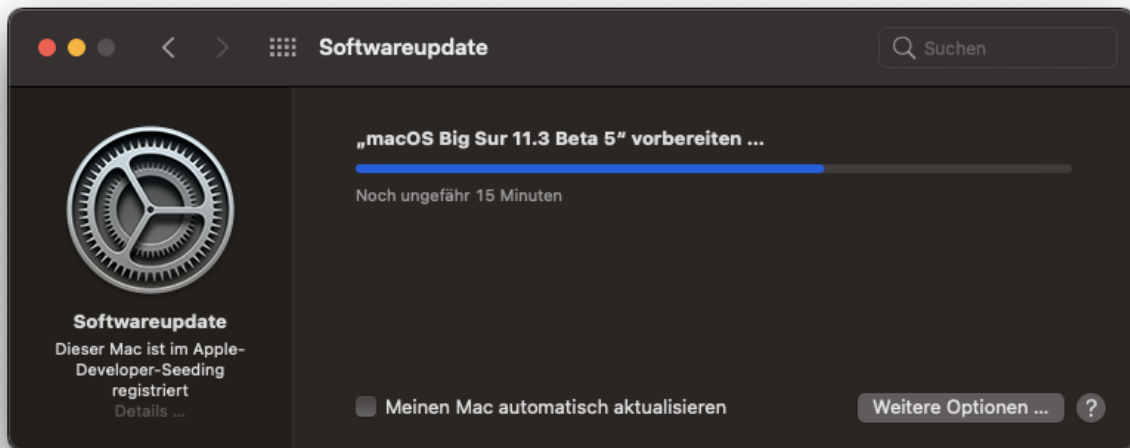 Softwareupdate
Suchen
„macOS Big Sur 11.3 Beta 5“ vorbereiten ...
Noch ungefähr 15 Minuten
Softwareupdate
Dieser Mac ist im Apple-
Developer-Seeding
registriert
Details ...
Meinen Mac automatisch aktualisieren
Weitere Optionen ...
?